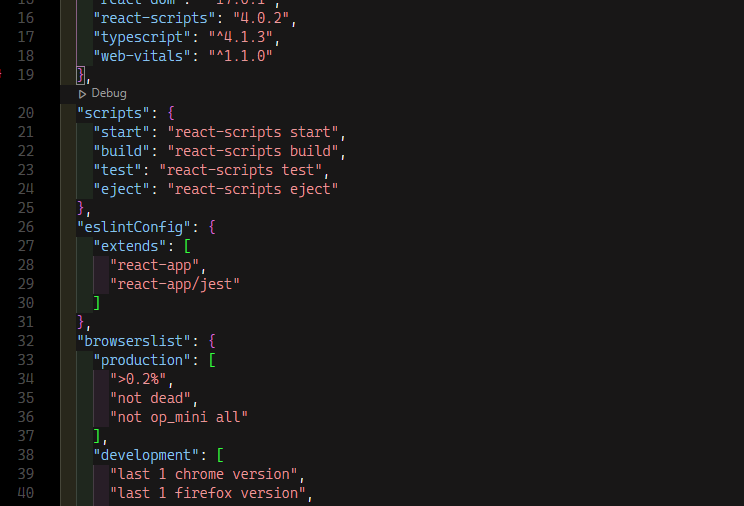 "react-dom": "^17.0.1",
16 "react-scripts": "4.0.2",
17 "typescript": "^4.1.3",
18 "web-vitals": "^1.1.0"
19 },
Debug
20 "scripts": {
21 "start": "react-scripts start",
22 "build": "react-scripts build",
23 "test": "react-scripts test",
24 "eject": "react-scripts eject"
25 },
26 "eslintConfig": {
27 "extends": [
28 "react-app",
29 "react-app/jest"
30 ]
31 },
32 "browserslist": {
33 "production": [
34 ">0.2%",
35 "not dead",
36 "not op_mini all"
37 ],
38 "development": [
39 "last 1 chrome version",
40 "last 1 firefox version",